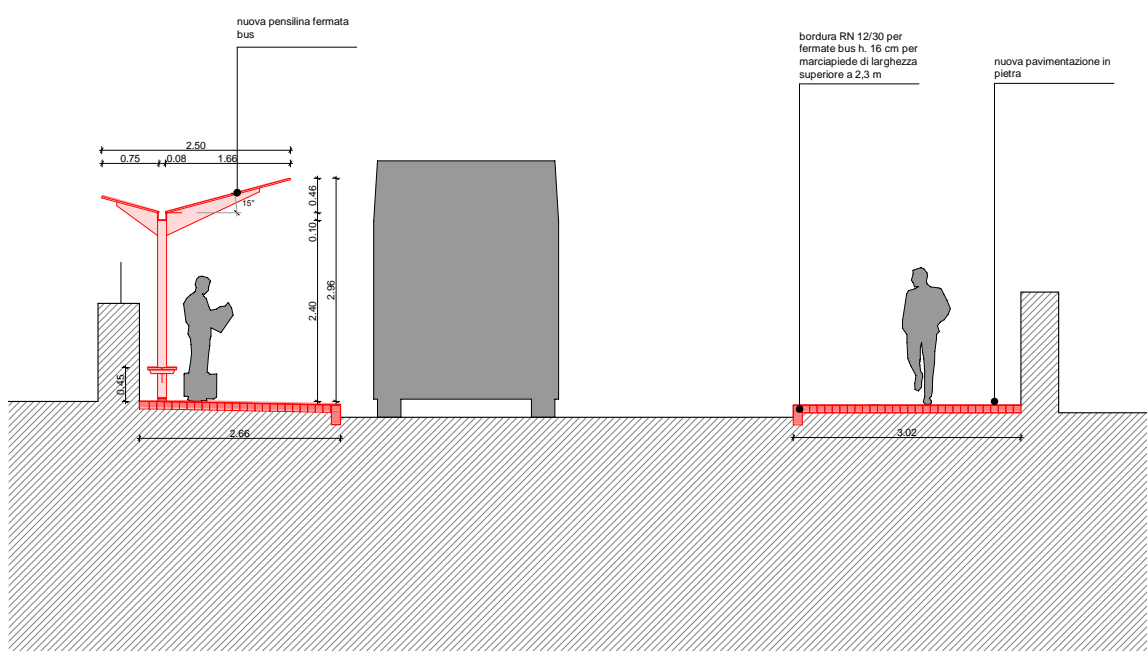 nuova pensilina fermata
bus
bordura RN 12/30 per
fermate bus h. 16 cm per
marciapiede di larghezza
superiore a 2,3 m
nuova pavimentazione in
pietra
2.50
0.75
0.08
1.66
15°
0.46
0.10
2.40
2.96
0.45
2.66
3.02